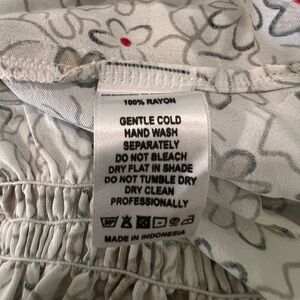 100% RAYON
GENTLE COLD
HAND WASH
SEPARATELY
DO NOT BLEACH
DRY FLAT IN SHADE
DO NOT TUMBLE DRY
DRY CLEAN
PROFESSIONALLY
MADE IN INDONESIA